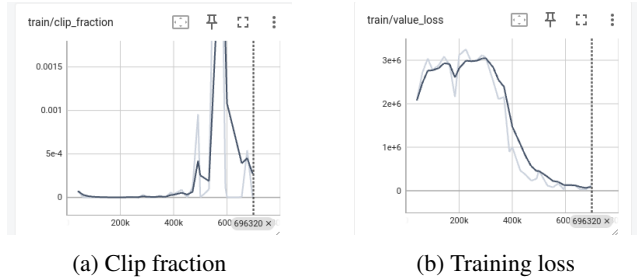 train/clip_fraction
0.0015
0.001
5e-4
0
200k 400k 600 696320 ×
(a) Clip fraction
train/value_loss
3e+6
2e+6
1e+6
0
200k 400k 600 696320 ×
(b) Training loss